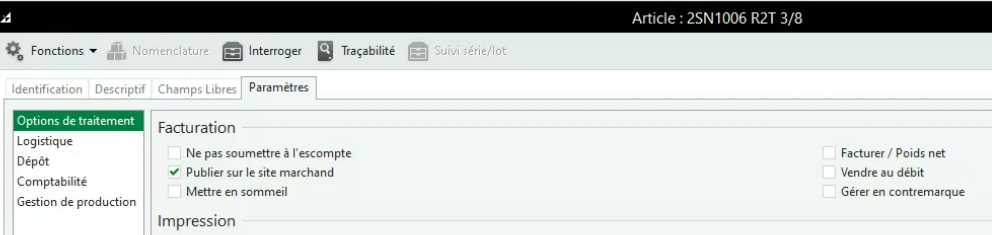 Article : 2SN1006 R2T 3/8
Fonctions Nomenclature Interroger Traçabilité Suivi série/lot
Identification Descriptif Champs Libres Paramètres
Options de traitement
Logistique
Dépôt
Comptabilité
Gestion de production
Facturation
Ne pas soumettre à l'escompte Facturer / Poids net
Publier sur le site marchand Vendre au débit
Mettre en sommeil Gérer en contremarque
Impression